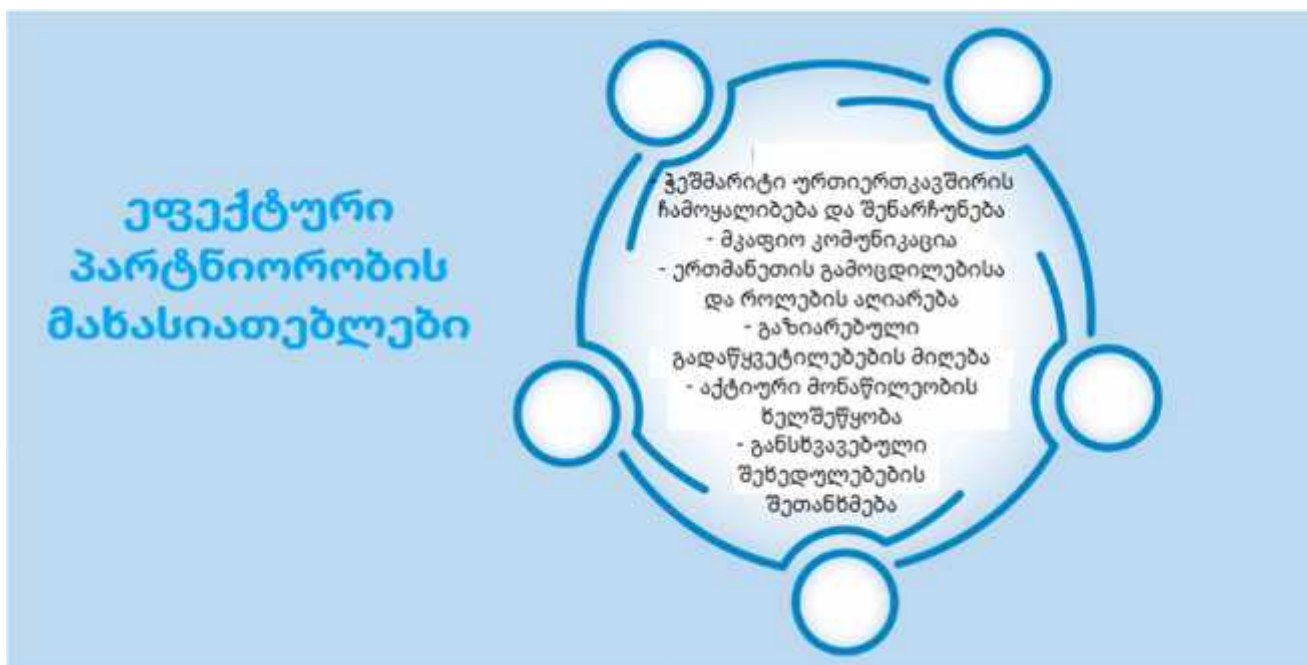 ეფექტური
პარტნიორობის
მახასიათებლები
- ჭეშმარიტი ურთიერთკავშირის
ჩამოყალიბება და შენარჩუნება
- მკაფიო კომუნიკაცია
- ერთმანეთის გამოცდილებისა
და როლების აღიარება
- გაზიარებული
გადაწყვეტილებების მიღება
- აქტიური მონაწილეობის
ხელშეწყობა
- განსხვავებული
შეხედულებების
შეთანხმება